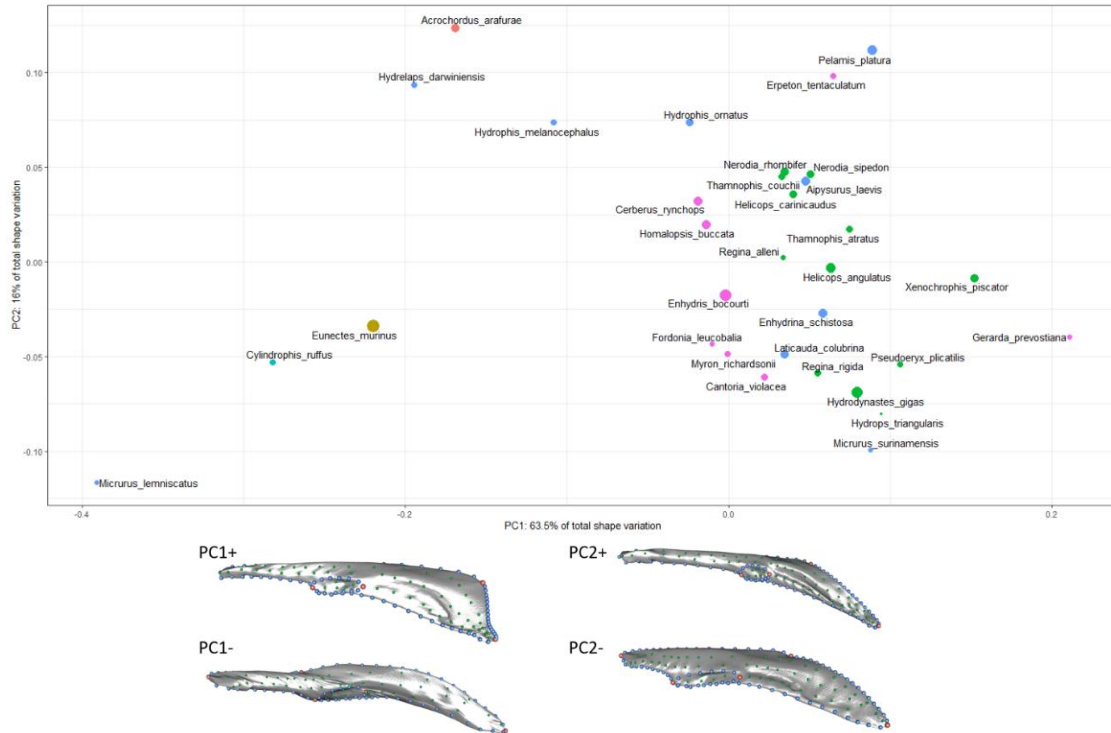 Acrochordus_arafurae
Pelamis_platura
Hydrelaps_darwiniensis
Erpeton_tentaculatum
0.10
Hydrophis_ornatus
Hydrophis_melanocephalus
Nerodia_rhombifer
Nerodia_sipedon
0.05
Thamnophis_couchii
Aipysurus_laevis
Cerberus_rynchops
Helicops_carinicaudus
Homalopsis_buccata
Thamnophis_atratus
Regina_alleni
0.00
Helicops_angulatus
Xenochrophis_piscator
Enhydris_bocourti
Eunectes_murinus
Enhydrina_schistosa
Fordonia_leucobalia
Gerarda_prevostiana
Cylindrophis_ruffus
Laticauda_colubrina
-0.05
Myron_richardsonii
Pseudoeryx_plicatilis
Regina_rigida
Cantoria_violacea
Hydrodynastes_gigas
Hydrops_triangularis
-0.10
Micrurus_surinamensis
Micrurus_lemniscatus
PC2: 16% of total shape variation
-0.4
-0.2
0.0
0.2
PC1: 63.5% of total shape variation
PC1+
PC2+
PC1-
PC2-